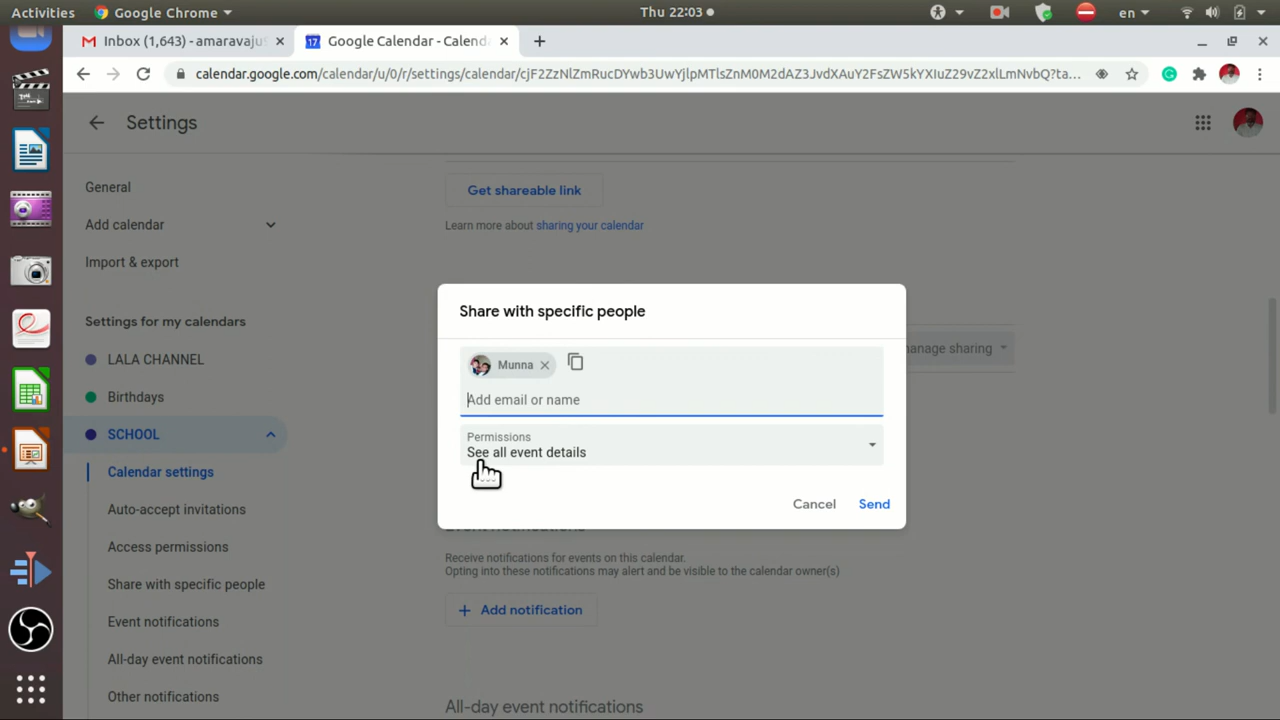 Activities
Google Chrome
Thu 22:03
en
Inbox (1,643) - amaravaju
Google Calendar - Calend
calendar.google.com/calendar/u/0/r/settings/calendar/cjF2ZzNlZmRucDYwb3UwYjlpMTlsZnM0M2dAZ3JvdXAuY2FsZW5kYXIuZ29vZ2xlLmNvbQ?ta...
Settings
General
Add calendar
Import & export
Settings for my calendars
LALA CHANNEL
Birthdays
SCHOOL
Calendar settings
Auto-accept invitations
Access permissions
Share with specific people
Event notifications
All-day event notifications
Other notifications
Get shareable link
Learn more about sharing your calendar
anage sharing
Share with specific people
Munna
Add email or name
Permissions
See all event details
Cancel
Send
Event notifications
Receive notifications for events on this calendar.
Opting into these notifications may alert and be visible to the calendar owner(s)
+ Add notification
All-day event notifications